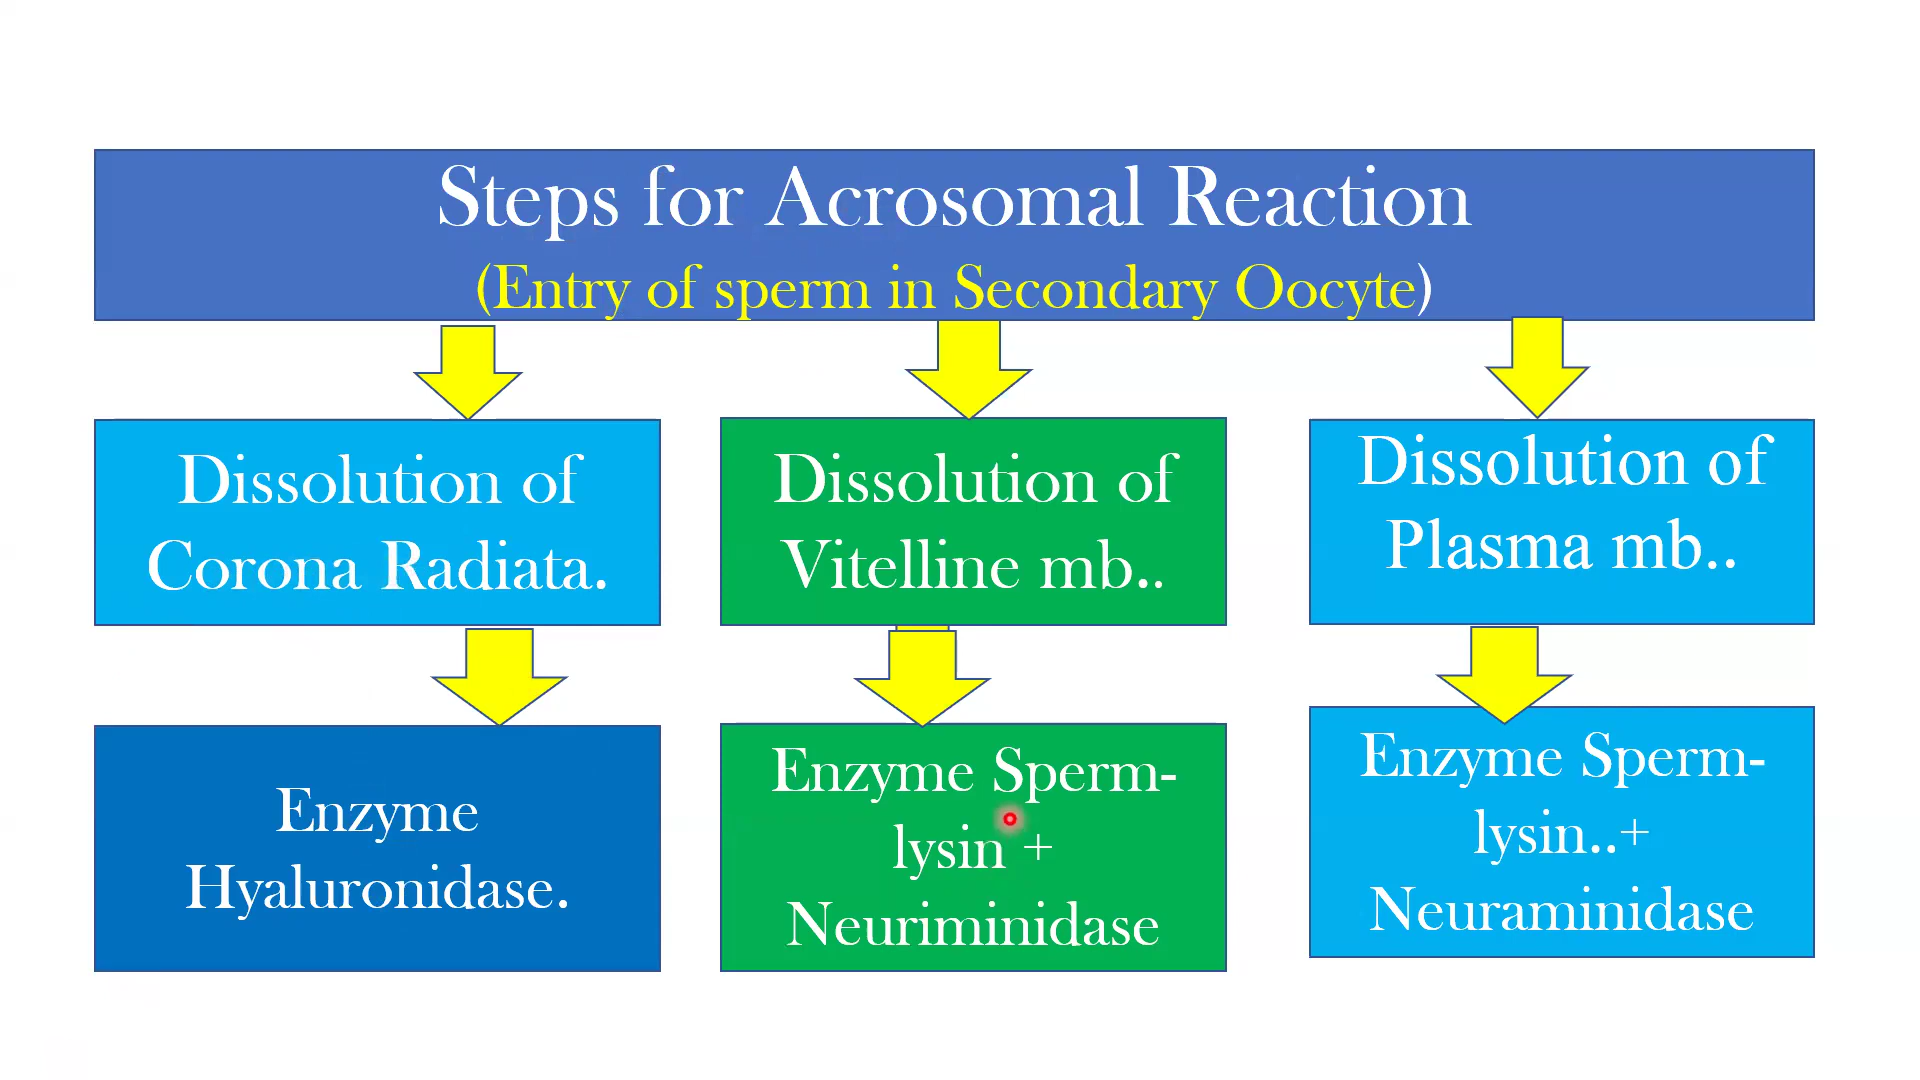 Steps for Acrosomal Reaction
(Entry of sperm in Secondary Oocyte)
Dissolution of
Corona Radiata.
Dissolution of
Vitelline mb..
Dissolution of
Plasma mb..
Enzyme
Hyaluronidase.
Enzyme Sperm-
lysin +
Neuriminidase
Enzyme Sperm-
lysin..+
Neuraminidase